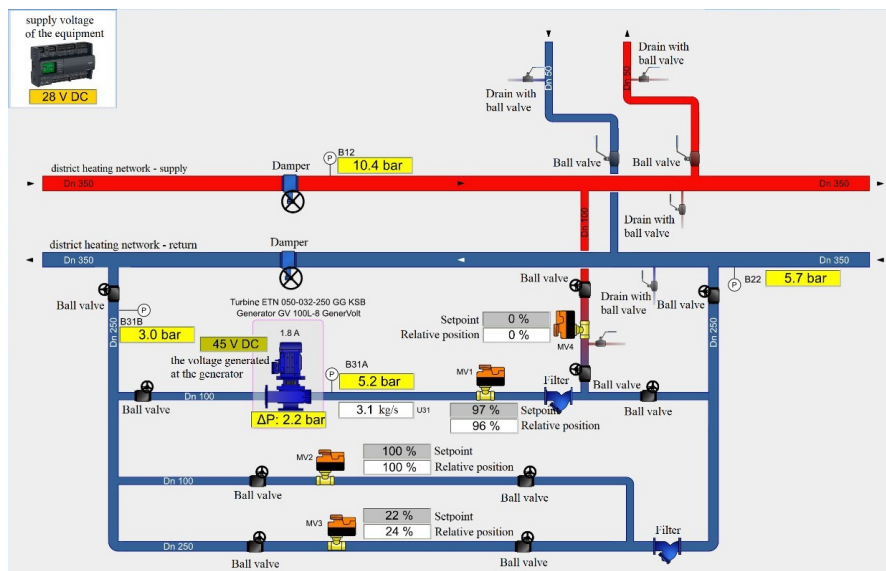 supply voltage
of the equipment
28 V DC
Dn 50
Dn 50
Drain with
ball valve
Drain with
ball valve
Ball valve
Ball valve
B12
P
10.4 bar
Damper
district heating network - supply
Dn 350
Dn 350
Dn 100
Drain with
ball valve
district heating network - return
Damper
Dn 350
Dn 350
Ball valve
Drain with
ball valve
Ball valve
P
B22
5.7 bar
Ball valve
P
B31B
3.0 bar
Dn 250
Dn 250
Turbine ETN 050-032-250 GG KSB
Generator GV 100L-8 GenerVolt
1.8 A
45 V DC
the voltage generated
at the generator
Setpoint
0 %
Relative position
0 %
MV4
P
B31A
5.2 bar
MV1
Filter
Ball valve
Dn 100
Ball valve
ΔP: 2.2 bar
3.1 kg/s
U31
97 %
Setpoint
96 %
Relative position
Ball valve
MV2
100 %
Setpoint
100 %
Relative position
Dn 100
Ball valve
Ball valve
MV3
22 %
Setpoint
24 %
Relative position
Filter
Dn 250
Ball valve
Ball valve